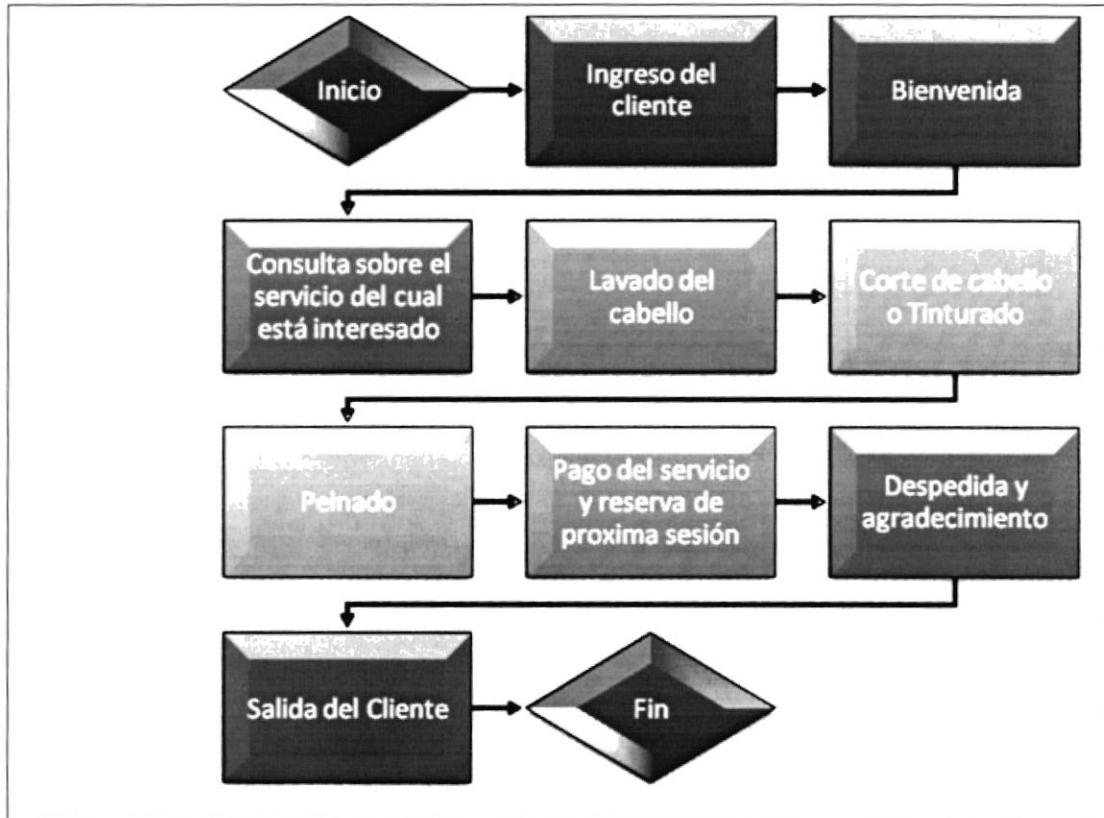 Inicio
Ingreso del
cliente
Bienvenida
Consulta sobre el
servicio del cual
está interesado
Lavado del
cabello
Corte de cabello
o Tinturado
Peinado
Pago del servicio
y reserva de
proxima sesión
Despedida y
agradecimiento
Salida del Cliente
Fin